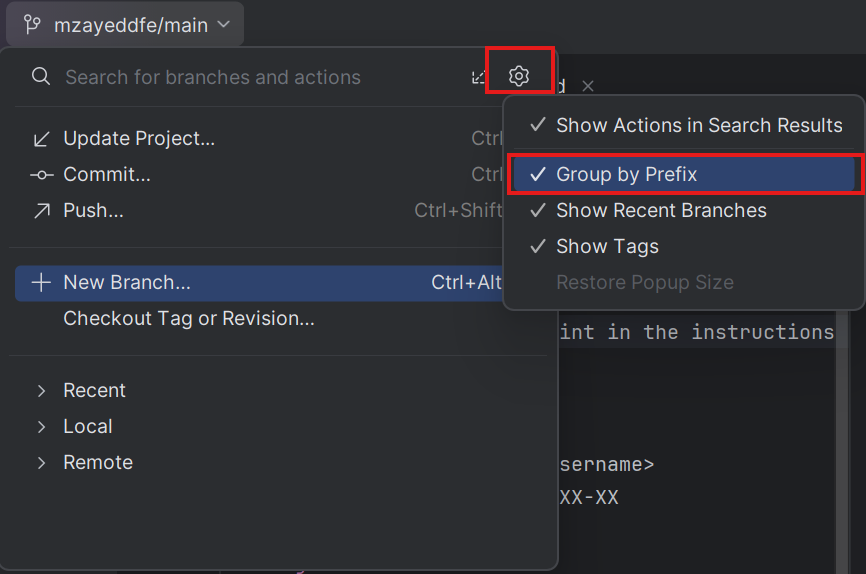 mzayeddfe/main
Search for branches and actions
d
Show Actions in Search Results
Update Project...
Ctrl
Group by Prefix
Commit...
Ctrl
Show Recent Branches
Push...
Ctrl+Shift
Show Tags
New Branch...
Ctrl+Alt
Restore Popup Size
Checkout Tag or Revision...
int in the instructions
Recent
Local
Remote
sername>
XX-XX